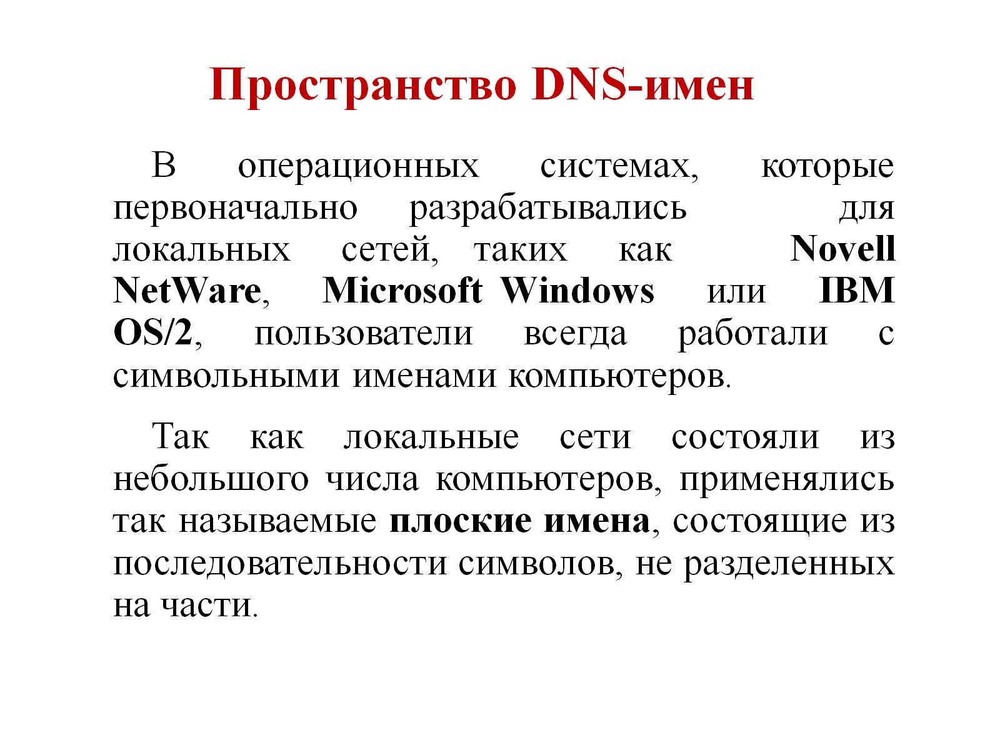 Пространство DNS-имен
В операционных системах, которые
первоначально разрабатывались для
локальных сетей, таких как Novell
NetWare, Microsoft Windows или IBM
OS/2, пользователи всегда работали с
символьными именами компьютеров.
Так как локальные сети состояли из
небольшого числа компьютеров, применялись
так называемые плоские имена, состоящие из
последовательности символов, не разделенных
на части.